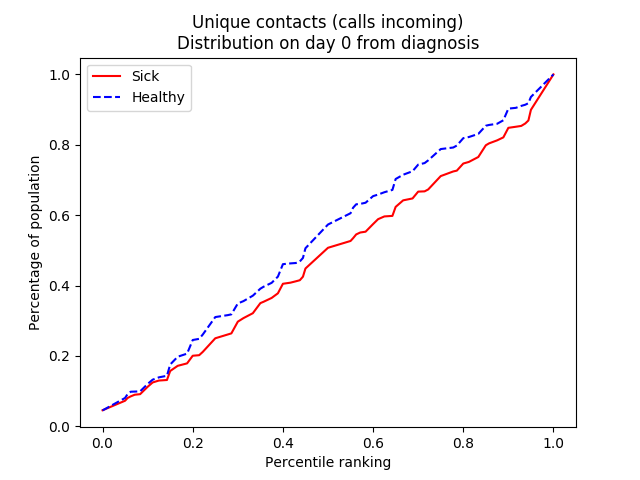 Unique contacts (calls incoming)
Distribution on day 0 from diagnosis
Sick
Healthy
Percentage of population
1.0
0.8
0.6
0.4
0.2
0.0
0.0 0.2 0.4 0.6 0.8 1.0
Percentile ranking